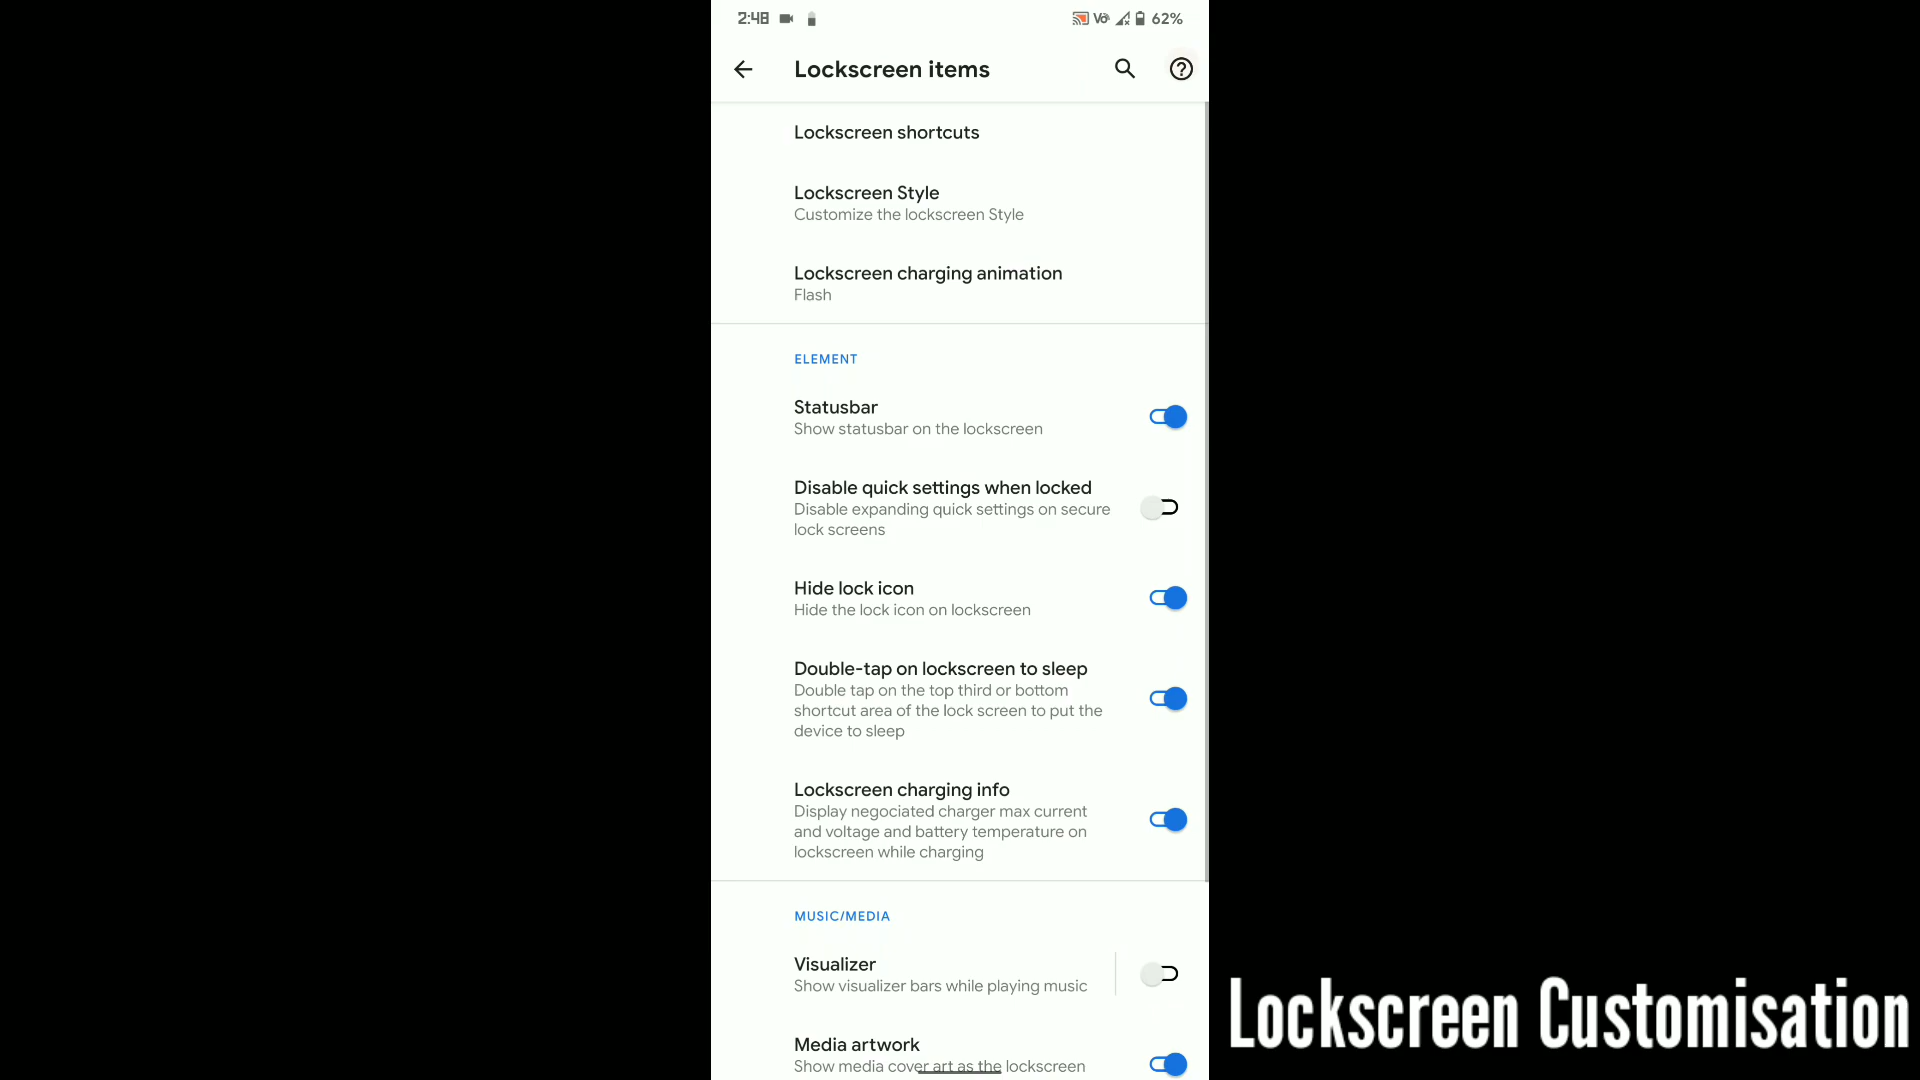 2:48
Vo 62%
Lockscreen items
Lockscreen shortcuts
Lockscreen Style
Customize the lockscreen Style
Lockscreen charging animation
Flash
ELEMENT
Statusbar
Show statusbar on the lockscreen
Disable quick settings when locked
Disable expanding quick settings on secure
lock screens
Hide lock icon
Hide the lock icon on lockscreen
Double-tap on lockscreen to sleep
Double tap on the top third or bottom
shortcut area of the lock screen to put the
device to sleep
Lockscreen charging info
Display negociated charger max current
and voltage and battery temperature on
lockscreen while charging
MUSIC/MEDIA
Visualizer
Show visualizer bars while playing music
Media artwork
Show media cover art as the lockscreen
Lockscreen Customisation